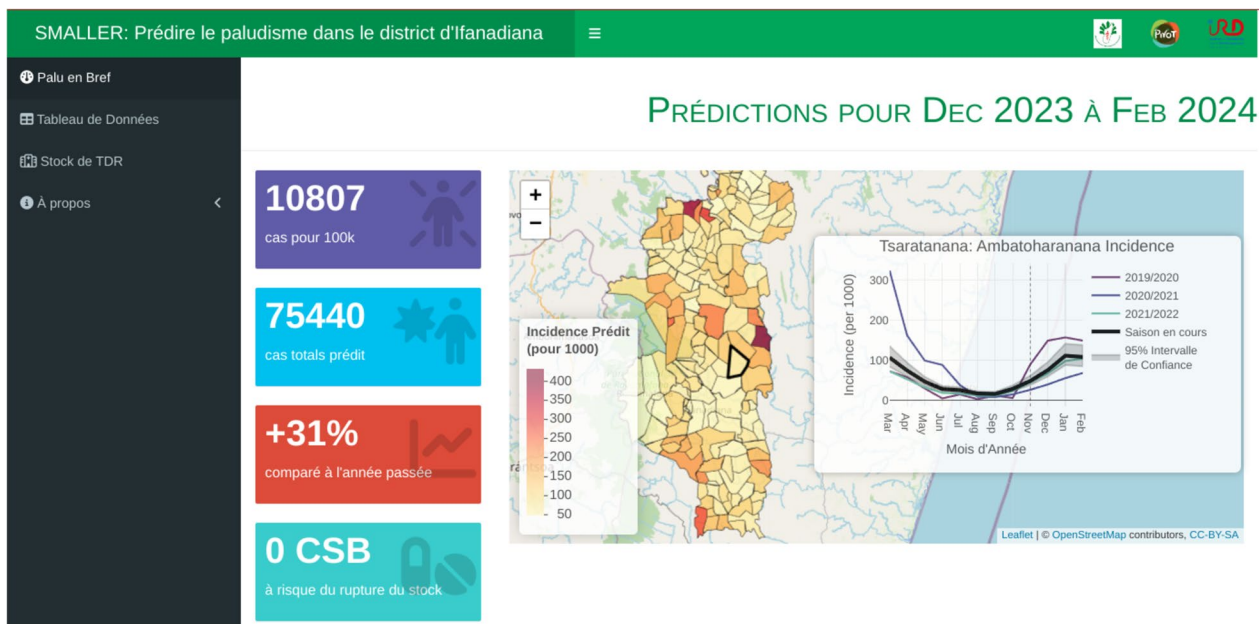 SMALLER: Prédire le paludisme dans le district d'Ifanadiana
PIVOT
IRD
Palu en Bref
Tableau de Données
Stock de TDR
À propos
PRÉDICTIONS POUR DEC 2023 À FEB 2024
10807
cas pour 100k
75440
cas totals prédit
+31%
comparé à l'année passée
0 CSB
à risque du rupture du stock
+
−
Incidence Prédit
(pour 1000)
400
350
300
250
200
150
100
50
Tsaratanana: Ambatoharanana Incidence
Incidence (per 1000)
300
200
100
0
Mar
Apr
May
Jun
Jul
Aug
Sep
Oct
Nov
Dec
Jan
Feb
Mois d'Année
2019/2020
2020/2021
2021/2022
Saison en cours
95% Intervalle
de Confiance
Leaflet | © OpenStreetMap contributors, CC-BY-SA